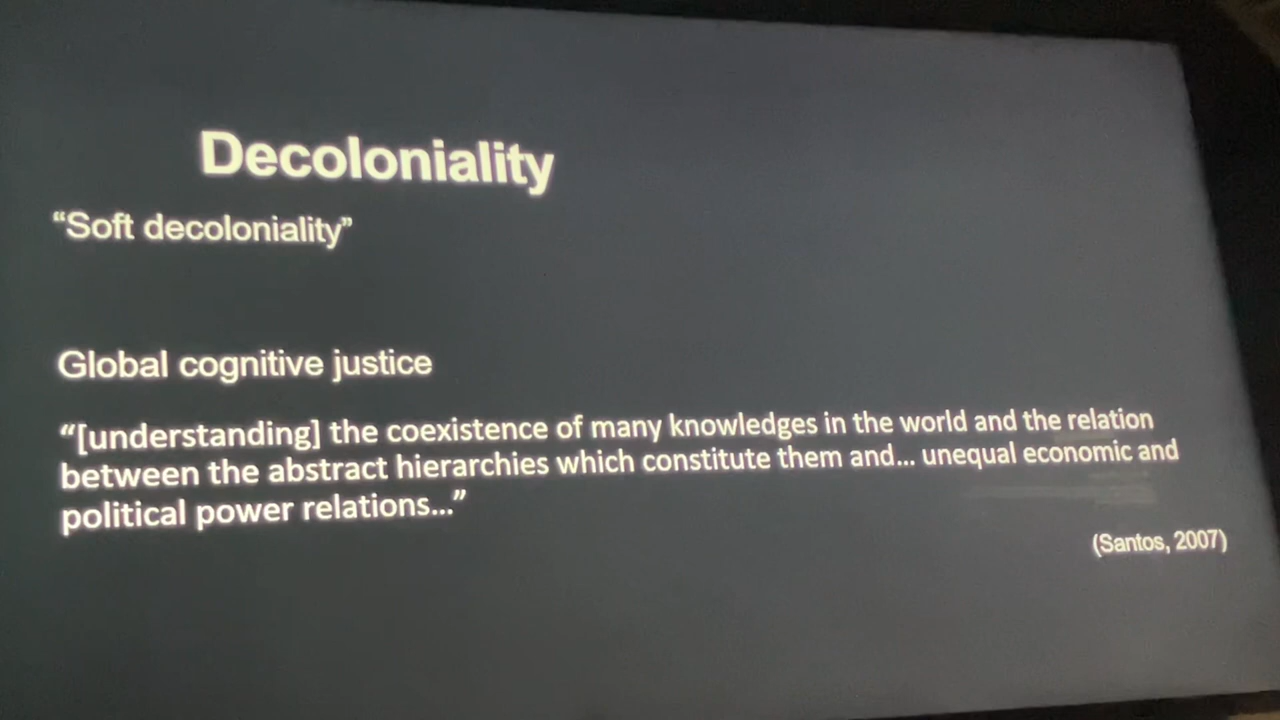 Decoloniality
“Soft decoloniality”
Global cognitive justice
“[understanding] the coexistence of many knowledges in the world and the relation
between the abstract hierarchies which constitute them and... unequal economic and
political power relations...”
(Santos, 2007)